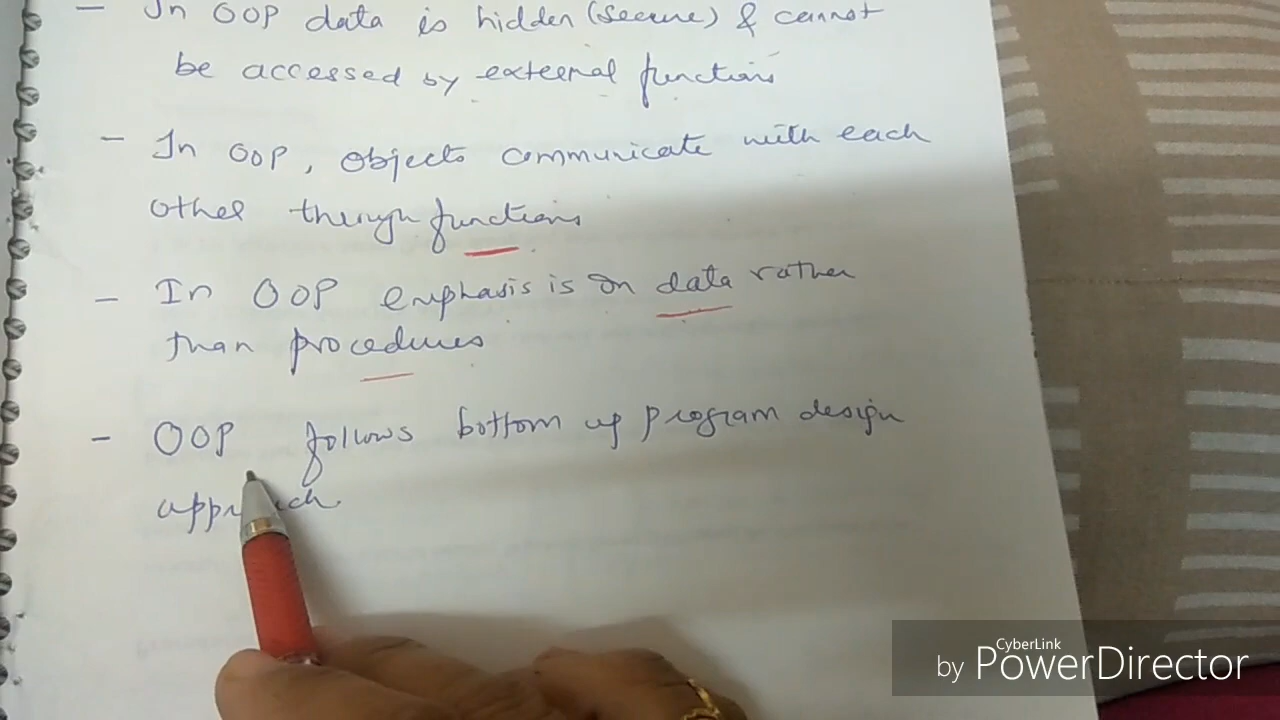 - In OOP data is hidden (secure) & cannot
be accessed by external functions
- In OOP, objects communicate with each
other through functions
- In OOP emphasis is on data rather
than procedures
- OOP follows bottom up program design
approach.
CyberLink
by PowerDirector